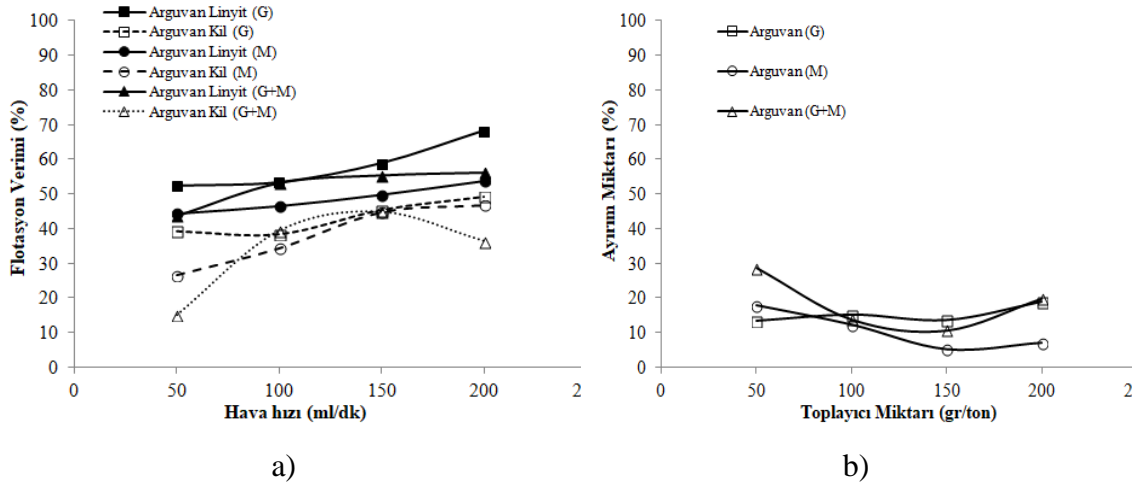 Arguvan Linyit (G)
Arguvan Kil (G)
Arguvan Linyit (M)
Arguvan Kil (M)
Arguvan Linyit (G+M)
Arguvan Kil (G+M)
Flotasyon Verimi (%)
100
90
80
70
60
50
40
30
20
10
0
0 50 100 150 200 2
Hava hızı (ml/dk)
a)
Arguvan (G)
Arguvan (M)
Arguvan (G+M)
Ayırım Miktarı (%)
100
90
80
70
60
50
40
30
20
10
0
0 50 100 150 200 2
Toplayıcı Miktarı (gr/ton)
b)